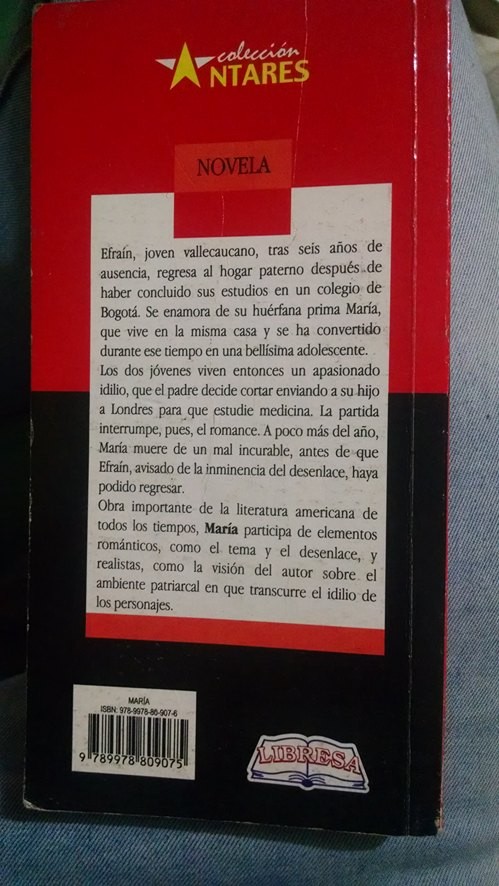 colección
ANTARES
NOVELA
Efraín, joven vallecaucano, tras seis años de
ausencia, regresa al hogar paterno después de
haber concluido sus estudios en un colegio de
Bogotá. Se enamora de su huérfana prima María,
que vive en la misma casa y se ha convertido
durante ese tiempo en una bellísima adolescente.
Los dos jóvenes viven entonces un apasionado
idilio, que el padre decide cortar enviando a su hijo
a Londres para que estudie medicina. La partida
interrumpe, pues, el romance. A poco más del año,
María muere de un mal incurable, antes de que
Efraín, avisado de la inminencia del desenlace, haya
podido regresar.
Obra importante de la literatura americana de
todos los tiempos, María participa de elementos
románticos, como el tema y el desenlace, y
realistas, como la visión del autor sobre el
ambiente patriarcal en que transcurre el idilio de
los personajes.
MARÍA
ISBN: 978-9978-80-907-6
9 789978 809075
LIBRESA